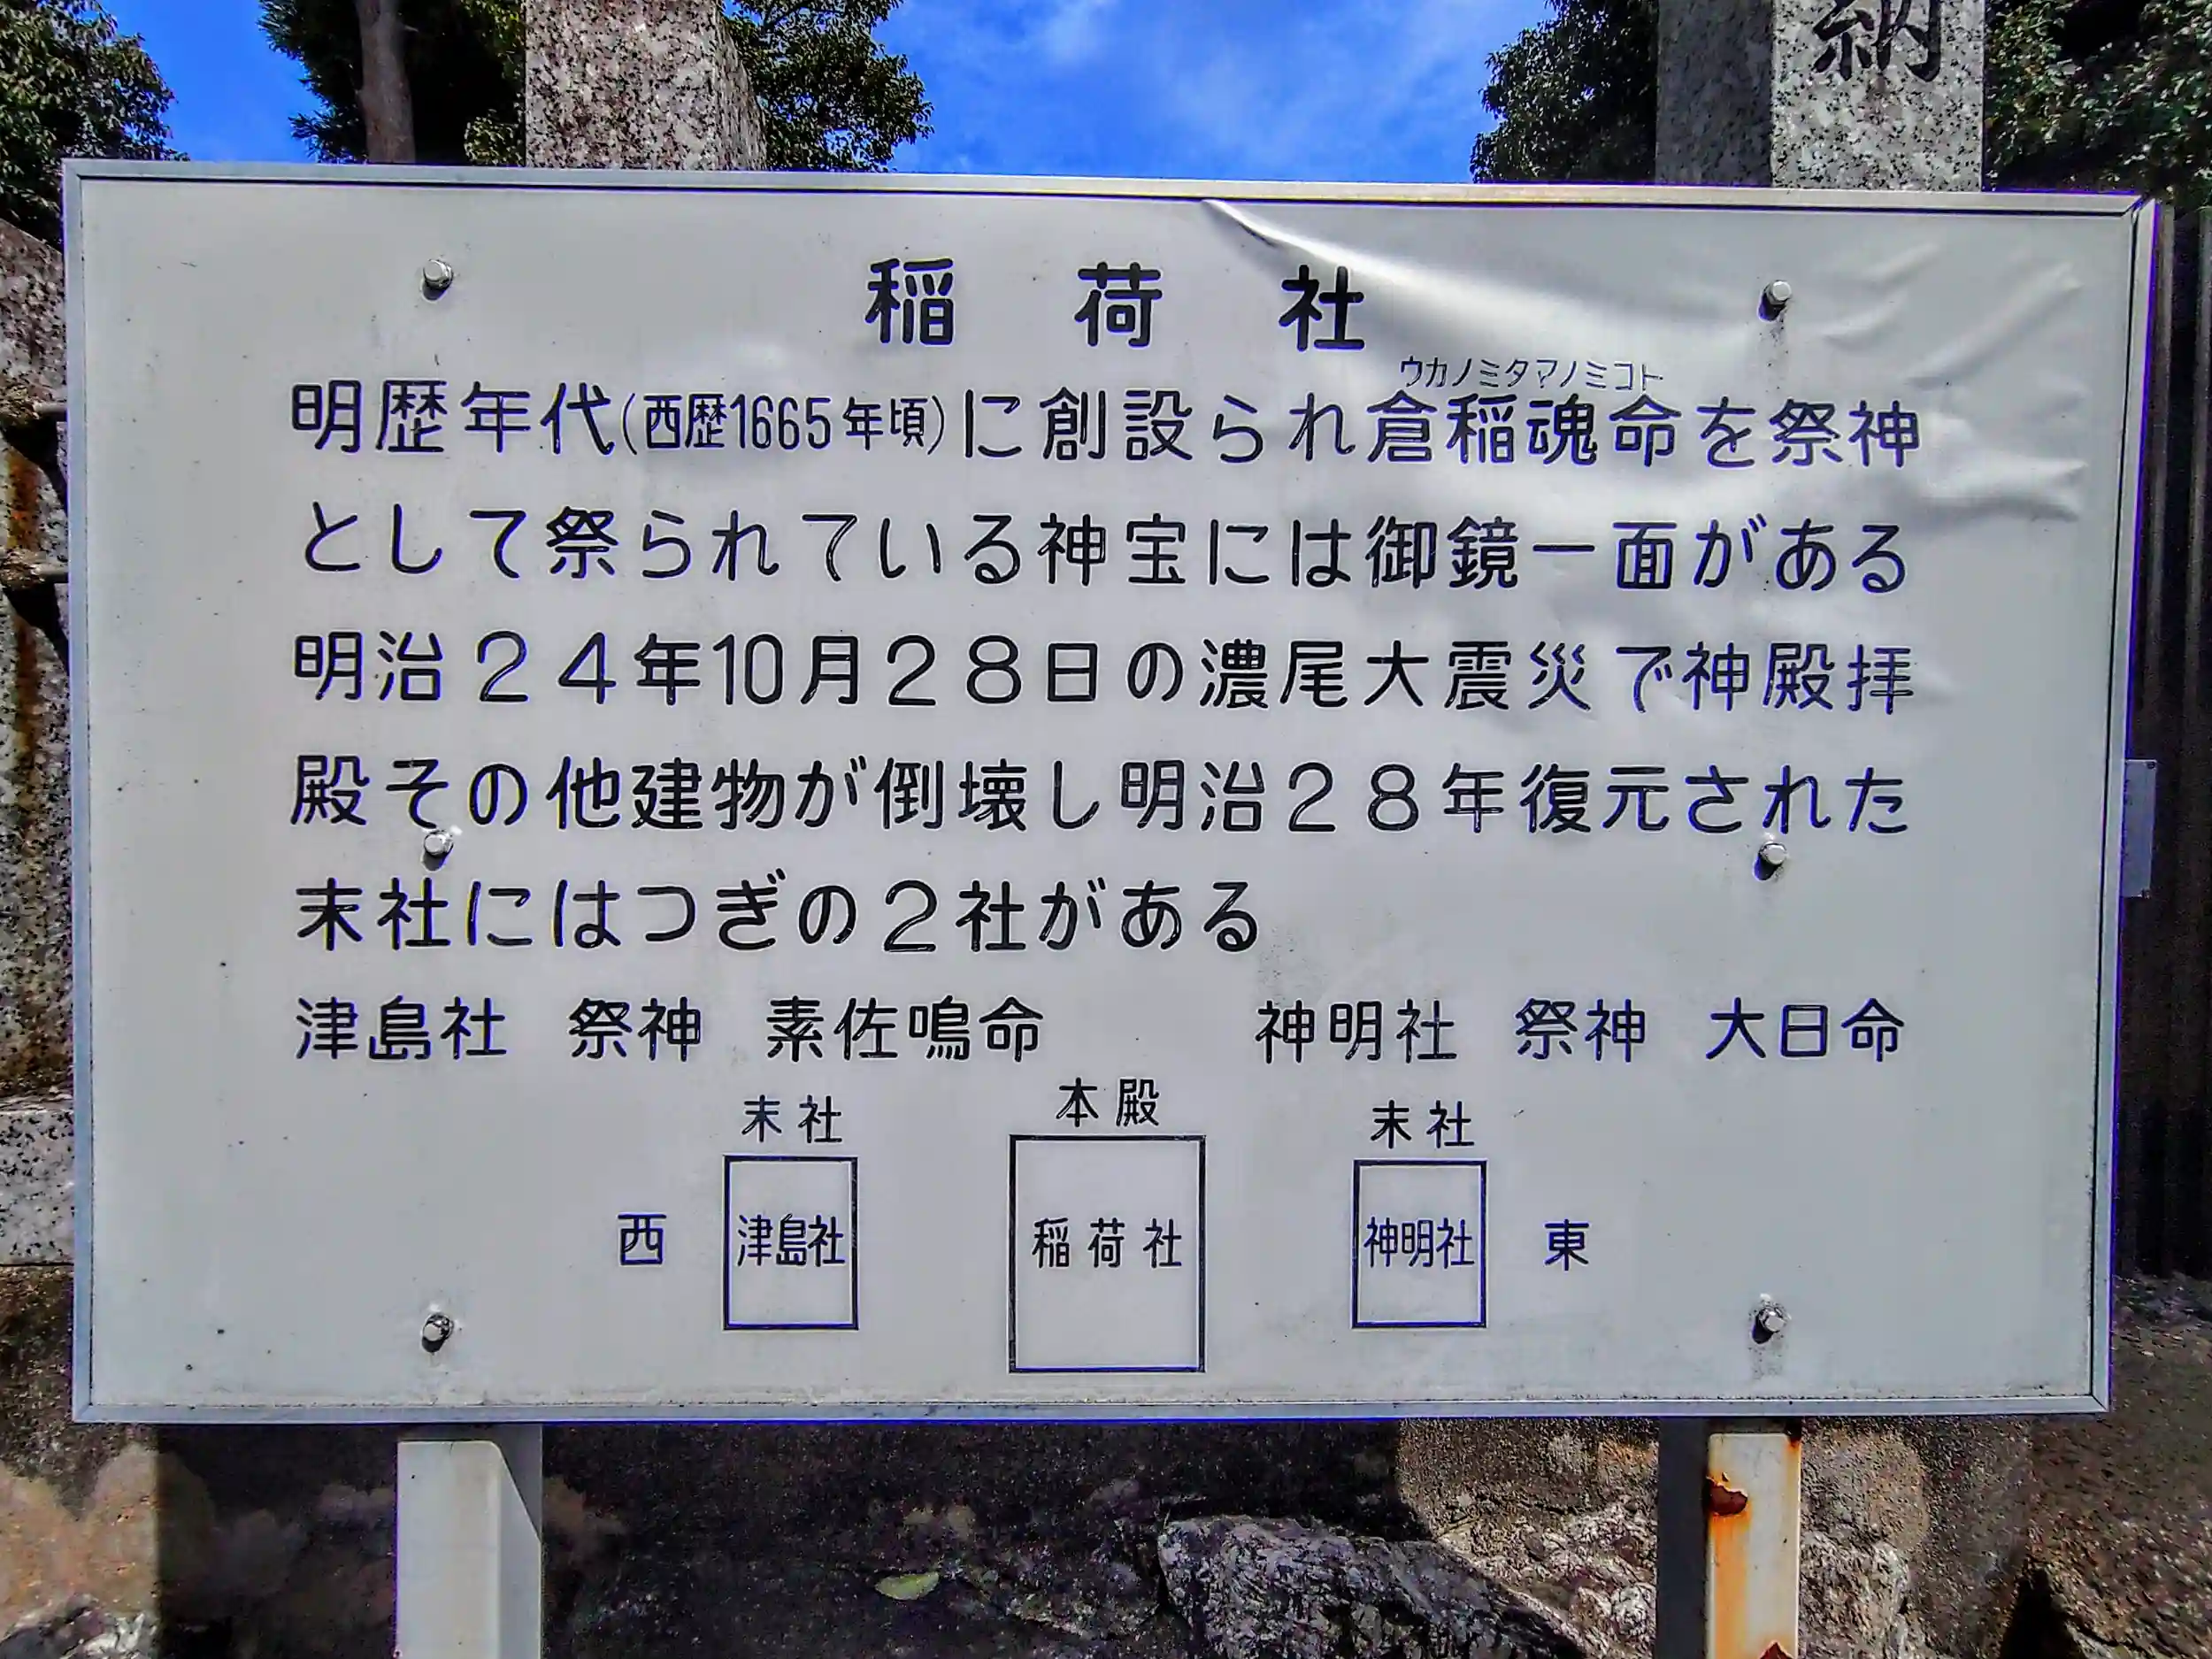 納
稲荷社
ウカノミタマノミコト
明歴年代(西歴1665年頃)に創設られ倉稲魂命を祭神
として祭られている神宝には御鏡一面がある
明治24年10月28日の濃尾大震災で神殿拝
殿その他建物が倒壊し明治28年復元された
末社にはつぎの2社がある
津島社 祭神 素佐鳴命 神明社 祭神 大日命
末社 本殿 末社
西 津島社 稲荷社 神明社 東